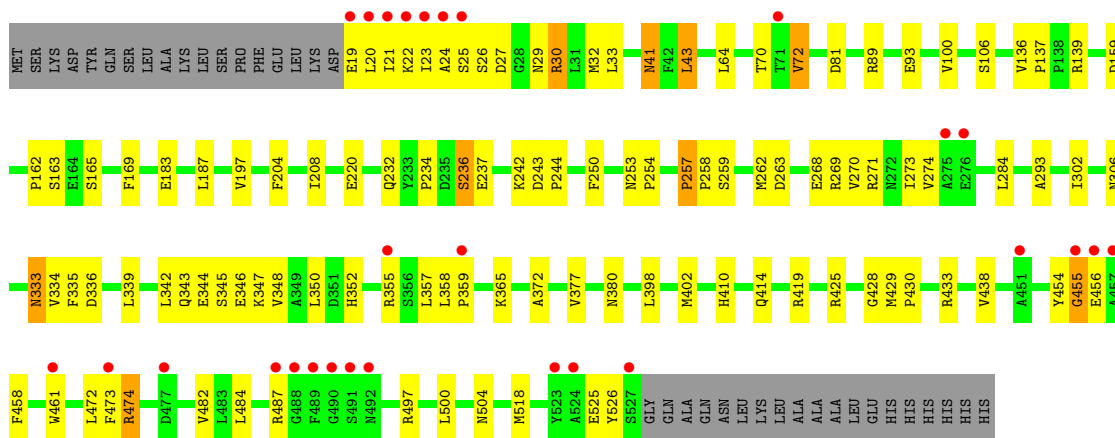 MET SER LYS ASP TYR GLN SER LEU ALA LYS LEU SER PRO PHE GLU LEU LYS ASP E19 L20 I21 K22 I23 A24 S25 S26 D27 G28 N29 R30 L31 M32 L33 N41 F42 L43 L64 T70 T71 V72 D81 R89 E93 V100 S106 V136 P137 P138 R139 D159
P162 S163 E164 S165 F169 E183 L187 V197 F204 I208 E220 Q232 Y233 P234 D235 S236 E237 K242 D243 P244 F250 N253 P254 P257 P258 S259 M262 D263 E268 R269 V270 R271 N272 I273 V274 A275 E276 L284 A293 I302 N306
N333 V334 F335 D336 L339 L342 Q343 E344 S345 E346 K347 V348 A349 L350 D351 H352 R355 S356 L357 L358 P359 K365 A372 V377 N380 L398 M402 H410 Q414 R419 R425 G428 M429 P430 R433 V438 A451 Y454 G455 E456 A457
F458 W461 L472 F473 R474 D477 V482 L483 L484 R487 G488 F489 G490 S491 N492 R497 L500 N504 M518 Y523 A524 E525 Y526 S527 GLY GLN ALA GLN ASN LEU LYS LEU ALA ALA ALA LEU GLU HIS HIS HIS HIS HIS HIS